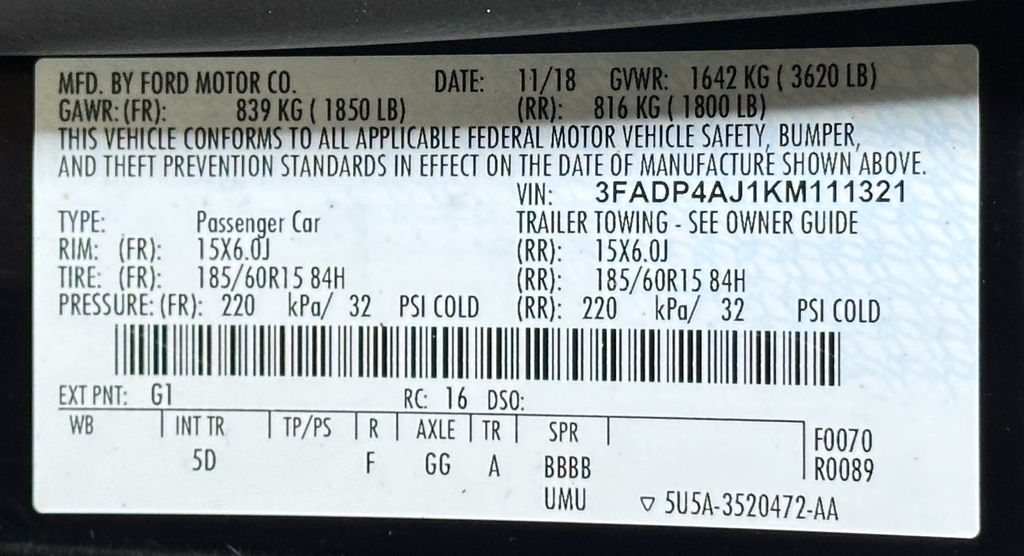 MFD. BY FORD MOTOR CO. DATE: 11/18 GVWR: 1642 KG ( 3620 LB)
GAWR: (FR): 839 KG ( 1850 LB) (RR): 816 KG ( 1800 LB)
THIS VEHICLE CONFORMS TO ALL APPLICABLE FEDERAL MOTOR VEHICLE SAFETY, BUMPER,
AND THEFT PREVENTION STANDARDS IN EFFECT ON THE DATE OF MANUFACTURE SHOWN ABOVE.
VIN: 3FADP4AJ1KM111321
TYPE: Passenger Car TRAILER TOWING - SEE OWNER GUIDE
RIM: (FR): 15X6.0J (RR): 15X6.0J
TIRE: (FR): 185/60R15 84H (RR): 185/60R15 84H
PRESSURE: (FR): 220 kPa/ 32 PSI COLD (RR): 220 kPa/ 32 PSI COLD
EXT PNT: G1 RC: 16 DSO:
WB INT TR TP/PS R AXLE TR SPR F0070
5D F GG A BBBB R0089
UMU ▽ 5U5A-3520472-AA